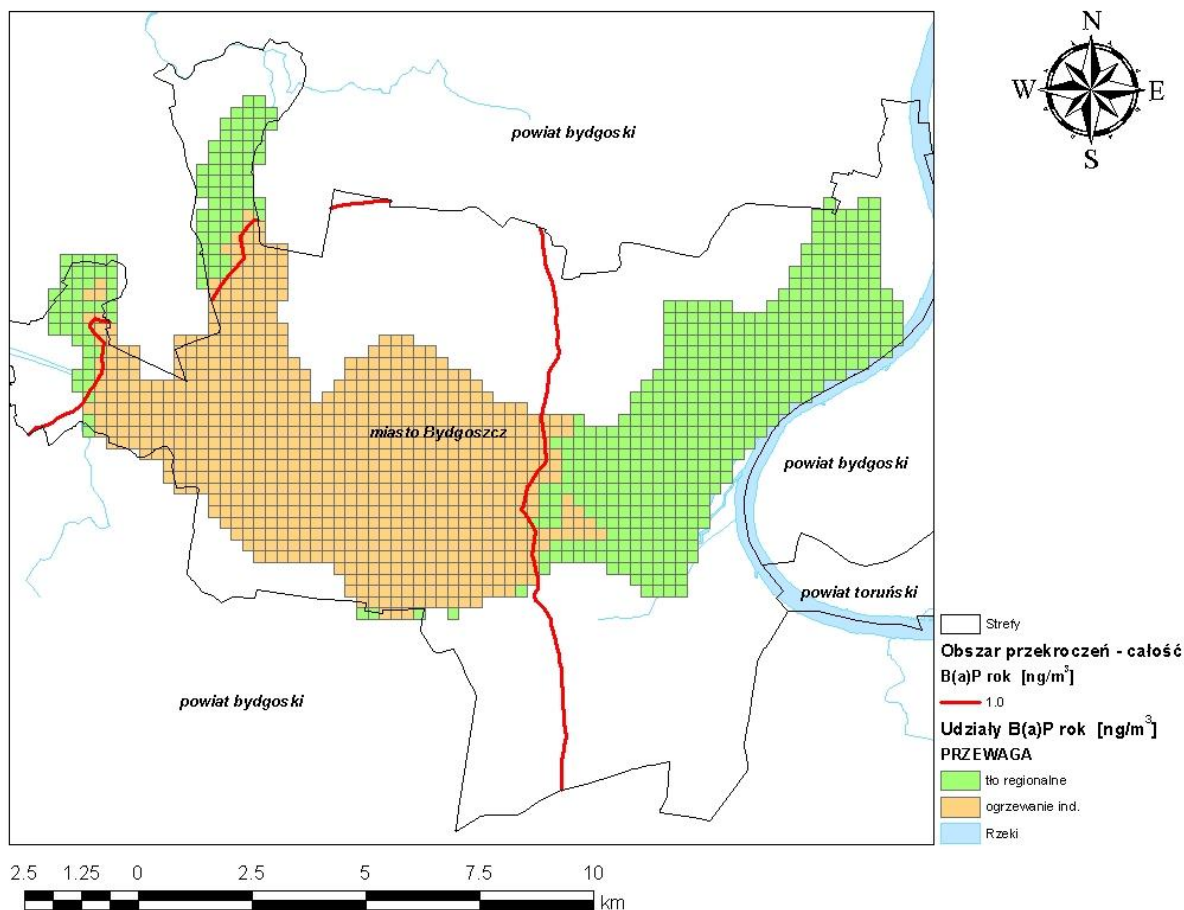 N
W
E
S
powiat bydgoski
miasto Bydgoszcz
powiat bydgoski
powiat toruński
powiat bydgoski
Strefy
Obszar przekroczeń - całość
B(a)P rok [ng/m³]
1.0
Udziały B(a)P rok [ng/m³]
PRZEWAGA
tło regionalne
ogrzewanie ind.
Rzeki
2.5 1.25 0 2.5 5 7.5 10
km